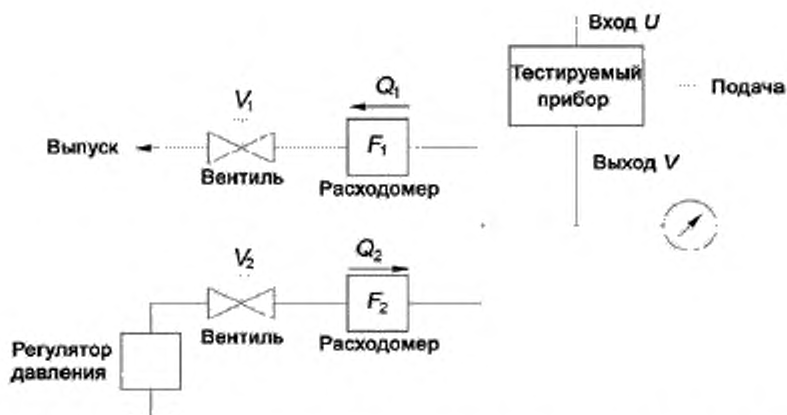 Вход U
Тестируемый
прибор
Подача
Q₁
V₁
Выпуск
F₁
Вентиль
Расходомер
Выход V
Q₂
V₂
F₂
Вентиль
Расходомер
Регулятор
давления